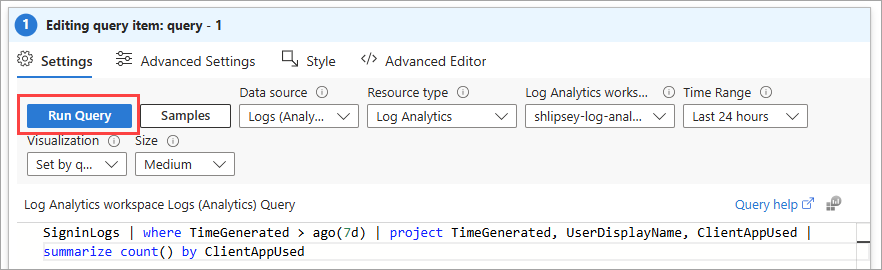 1 Editing query item: query - 1
Settings Advanced Settings Style </> Advanced Editor
Data source Resource type Log Analytics works... Time Range
Run Query Samples Logs (Analy... Log Analytics shlipsey-log-anal... Last 24 hours
Visualization Size
Set by q... Medium
Log Analytics workspace Logs (Analytics) Query Query help
SigninLogs | where TimeGenerated > ago(7d) | project TimeGenerated, UserDisplayName, ClientAppUsed |
summarize count() by ClientAppUsed